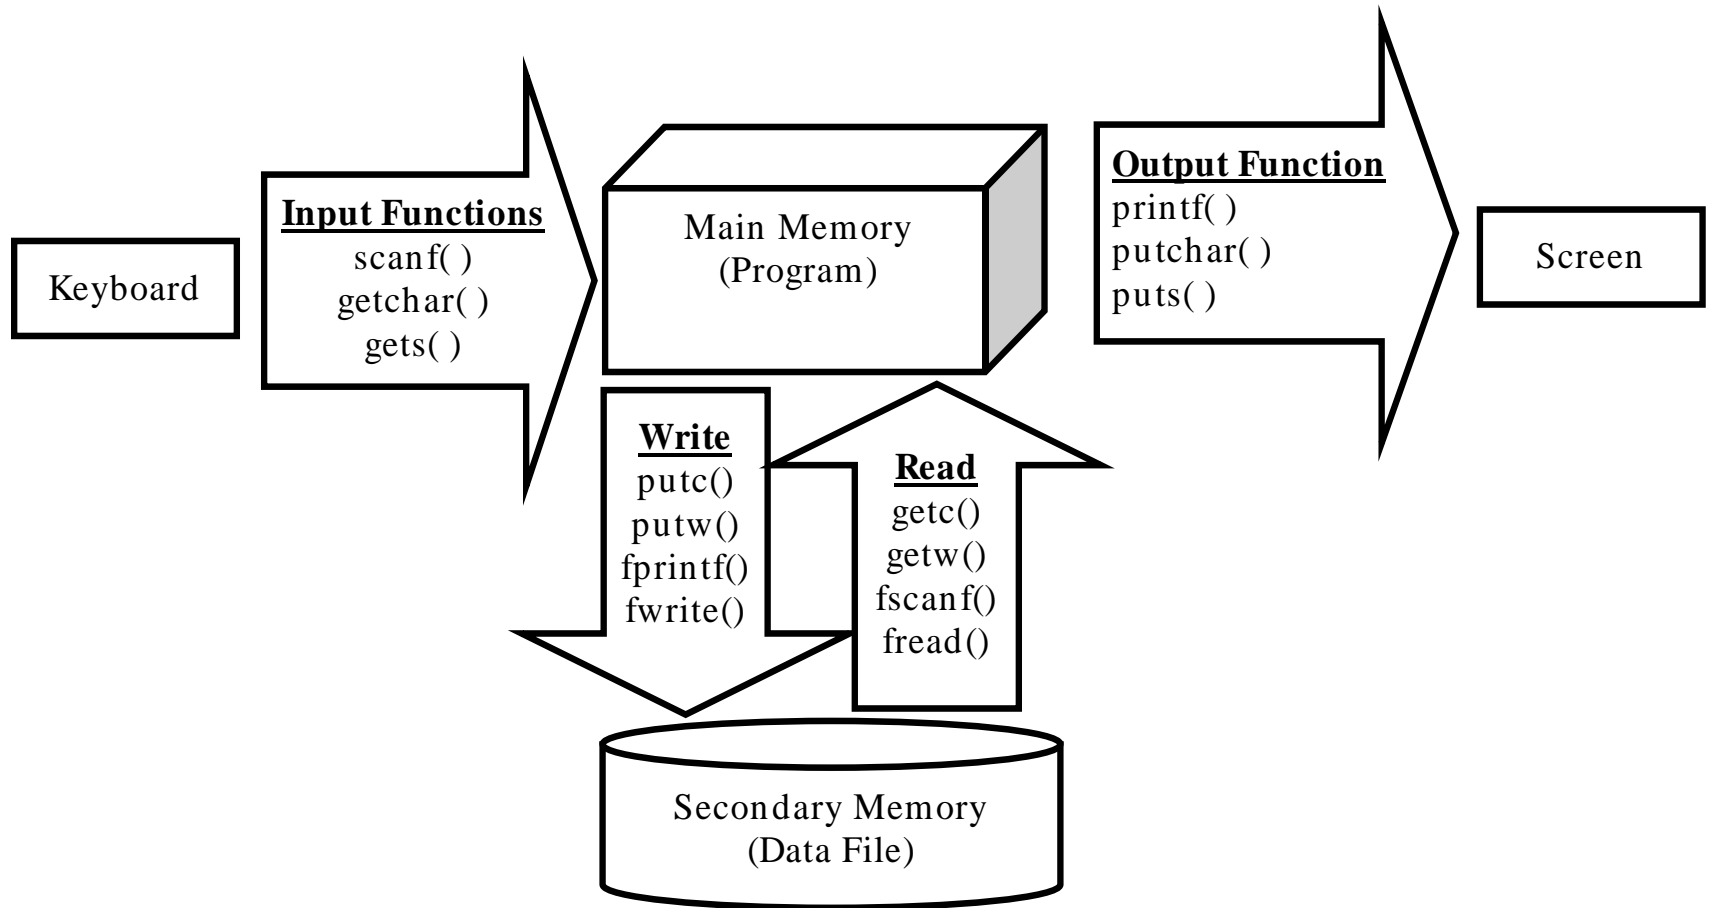 Keyboard
Input Functions
scanf( )
getchar( )
gets( )
Main Memory
(Program)
Output Function
printf( )
putchar( )
puts( )
Screen
Write
putc()
putw()
fprintf()
fwrite()
Read
getc()
getw()
fscanf()
fread()
Secondary Memory
(Data File)